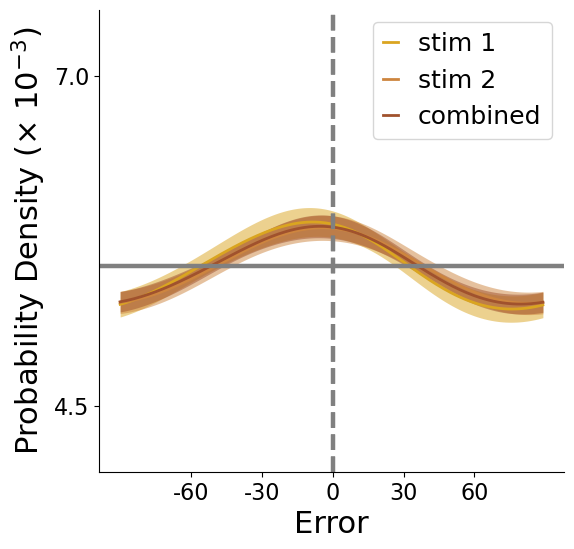 stim 1
stim 2
combined
7.0
4.5
Probability Density (× 10⁻³)
-60 -30 0 30 60
Error